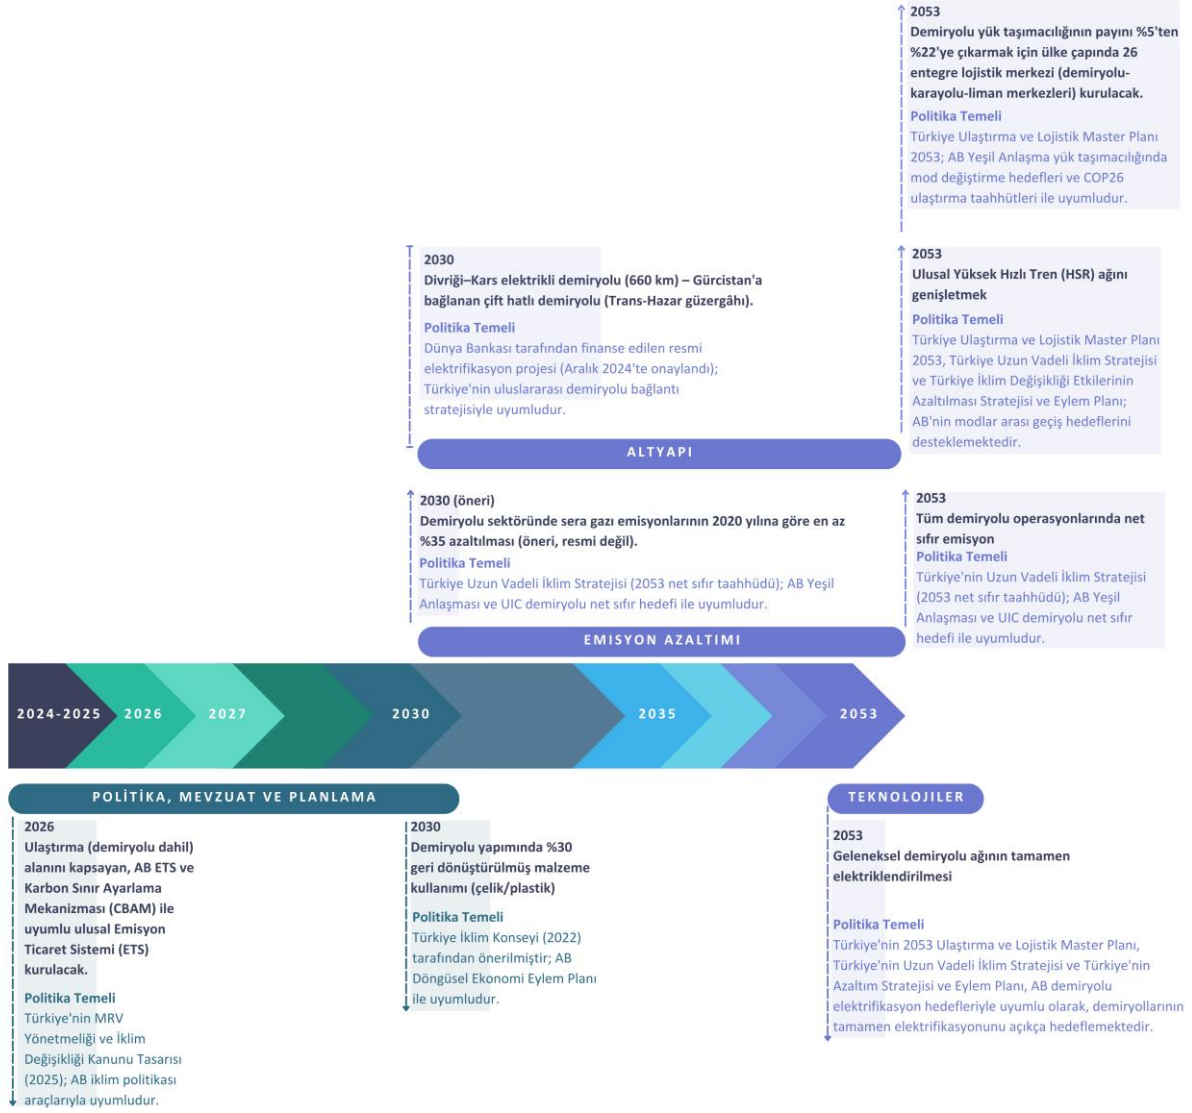 2053
Demiryolu yük taşımacılığının payını %5'ten
%22'ye çıkarmak için ülke çapında 26
entegre lojistik merkezi (demiryolu-
karayolu-liman merkezleri) kurulacak.
Politika Temeli
Türkiye Ulaştırma ve Lojistik Master Planı
2053; AB Yeşil Anlaşma yük taşımacılığında
mod değiştirme hedefleri ve COP26
ulaştırma taahhütleri ile uyumludur.
2030
Divriği–Kars elektrikli demiryolu (660 km) – Gürcistan'a
bağlanan çift hatlı demiryolu (Trans-Hazar güzergâhı).
Politika Temeli
Dünya Bankası tarafından finanse edilen resmi
elektrifikasyon projesi (Aralık 2024'te onaylandı);
Türkiye'nin uluslararası demiryolu bağlantı
stratejisiyle uyumludur.
2053
Ulusal Yüksek Hızlı Tren (HSR) ağını
genişletmek
Politika Temeli
Türkiye Ulaştırma ve Lojistik Master Planı
2053, Türkiye Uzun Vadeli İklim Stratejisi
ve Türkiye İklim Değişikliği Etkilerinin
Azaltılması Stratejisi ve Eylem Planı;
AB'nin modlar arası geçiş hedeflerini
desteklemektedir.
ALTYAPI
2030 (öneri)
Demiryolu sektöründe sera gazı emisyonlarının 2020 yılına göre en az
%35 azaltılması (öneri, resmi değil).
Politika Temeli
Türkiye Uzun Vadeli İklim Stratejisi (2053 net sıfır taahhüdü); AB Yeşil
Anlaşması ve UIC demiryolu net sıfır hedefi ile uyumludur.
2053
Tüm demiryolu operasyonlarında net
sıfır emisyon
Politika Temeli
Türkiye'nin Uzun Vadeli İklim Stratejisi
(2053 net sıfır taahhüdü); AB Yeşil
Anlaşması ve UIC demiryolu net sıfır
hedefi ile uyumludur.
EMISYON AZALTIMI
2024-2025 2026 2027 2030 2035 2053
POLİTİKA, MEVZUAT VE PLANLAMA
2026
Ulaştırma (demiryolu dahil)
alanını kapsayan, AB ETS ve
Karbon Sınır Ayarlama
Mekanizması (CBAM) ile
uyumlu ulusal Emisyon
Ticaret Sistemi (ETS)
kurulacak.
Politika Temeli
Türkiye'nin MRV
Yönetmeliği ve İklim
Değişikliği Kanunu Tasarısı
(2025); AB iklim politikası
araçlarıyla uyumludur.
2030
Demiryolu yapımında %30
geri dönüştürülmüş malzeme
kullanımı (çelik/plastik)
Politika Temeli
Türkiye İklim Konseyi (2022)
tarafından önerilmiştir; AB
Döngüsel Ekonomi Eylem Planı
ile uyumludur.
TEKNOLOJILER
2053
Geleneksel demiryolu ağının tamamen
elektriklendirilmesi
Politika Temeli
Türkiye'nin 2053 Ulaştırma ve Lojistik Master Planı,
Türkiye'nin Uzun Vadeli İklim Stratejisi ve Türkiye'nin
Azaltım Stratejisi ve Eylem Planı, AB demiryolu
elektrifikasyon hedefleriyle uyumlu olarak, demiryollarının
tamamen elektrifikasyonunu açıkça hedeflemektedir.